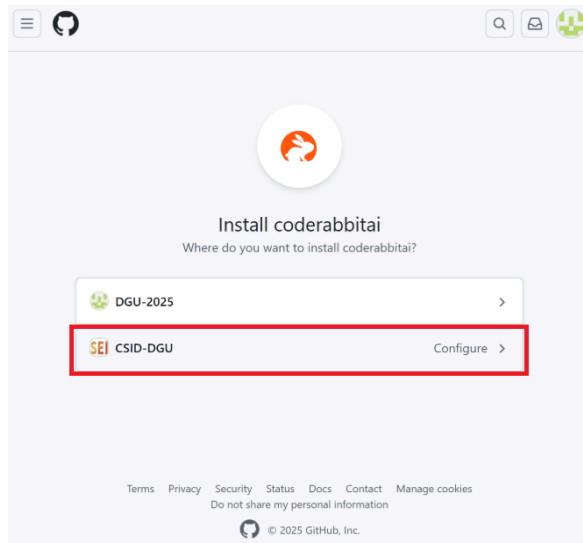 Install coderabbitai
Where do you want to install coderabbitai?
DGU-2025
SEI CSID-DGU Configure
Terms Privacy Security Status Docs Contact Manage cookies
Do not share my personal information
© 2025 GitHub, Inc.